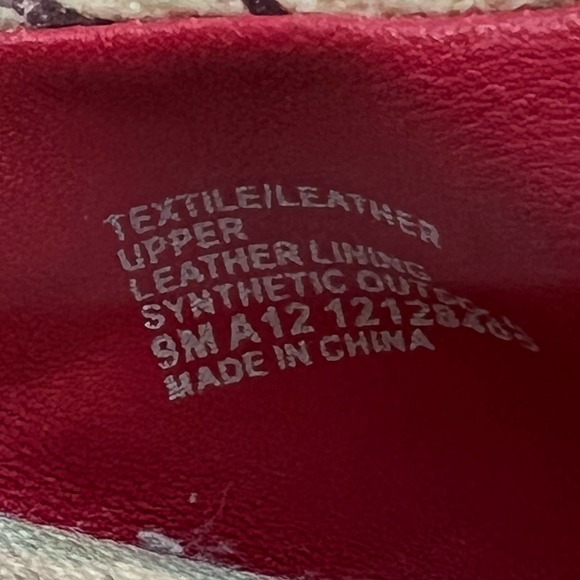 TEXTILE/LEATHER
UPPER
LEATHER LINING
SYNTHETIC
9M A12
MADE IN CHINA